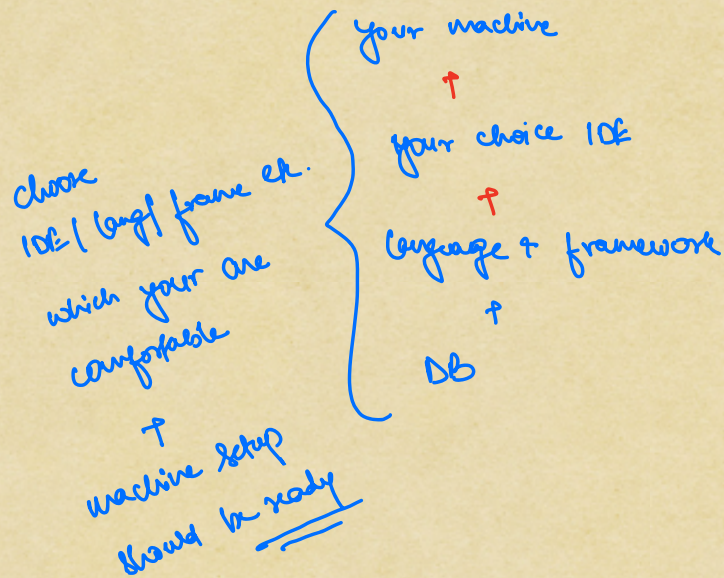 your machine
↑
your choice IDE
↑
language + framework
↑
DB
choose
IDE / lang / frame etc.
which your are
comfortable
↑
machine setup
should be ready